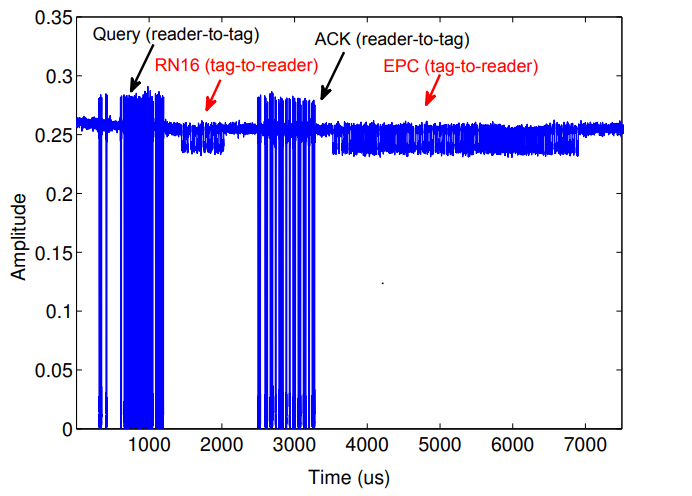 0.35
Query (reader-to-tag)
ACK (reader-to-tag)
RN16 (tag-to-reader)
EPC (tag-to-reader)
0.3
0.25
0.2
0.15
0.1
0.05
0
Amplitude
1000 2000 3000 4000 5000 6000 7000
Time (us)